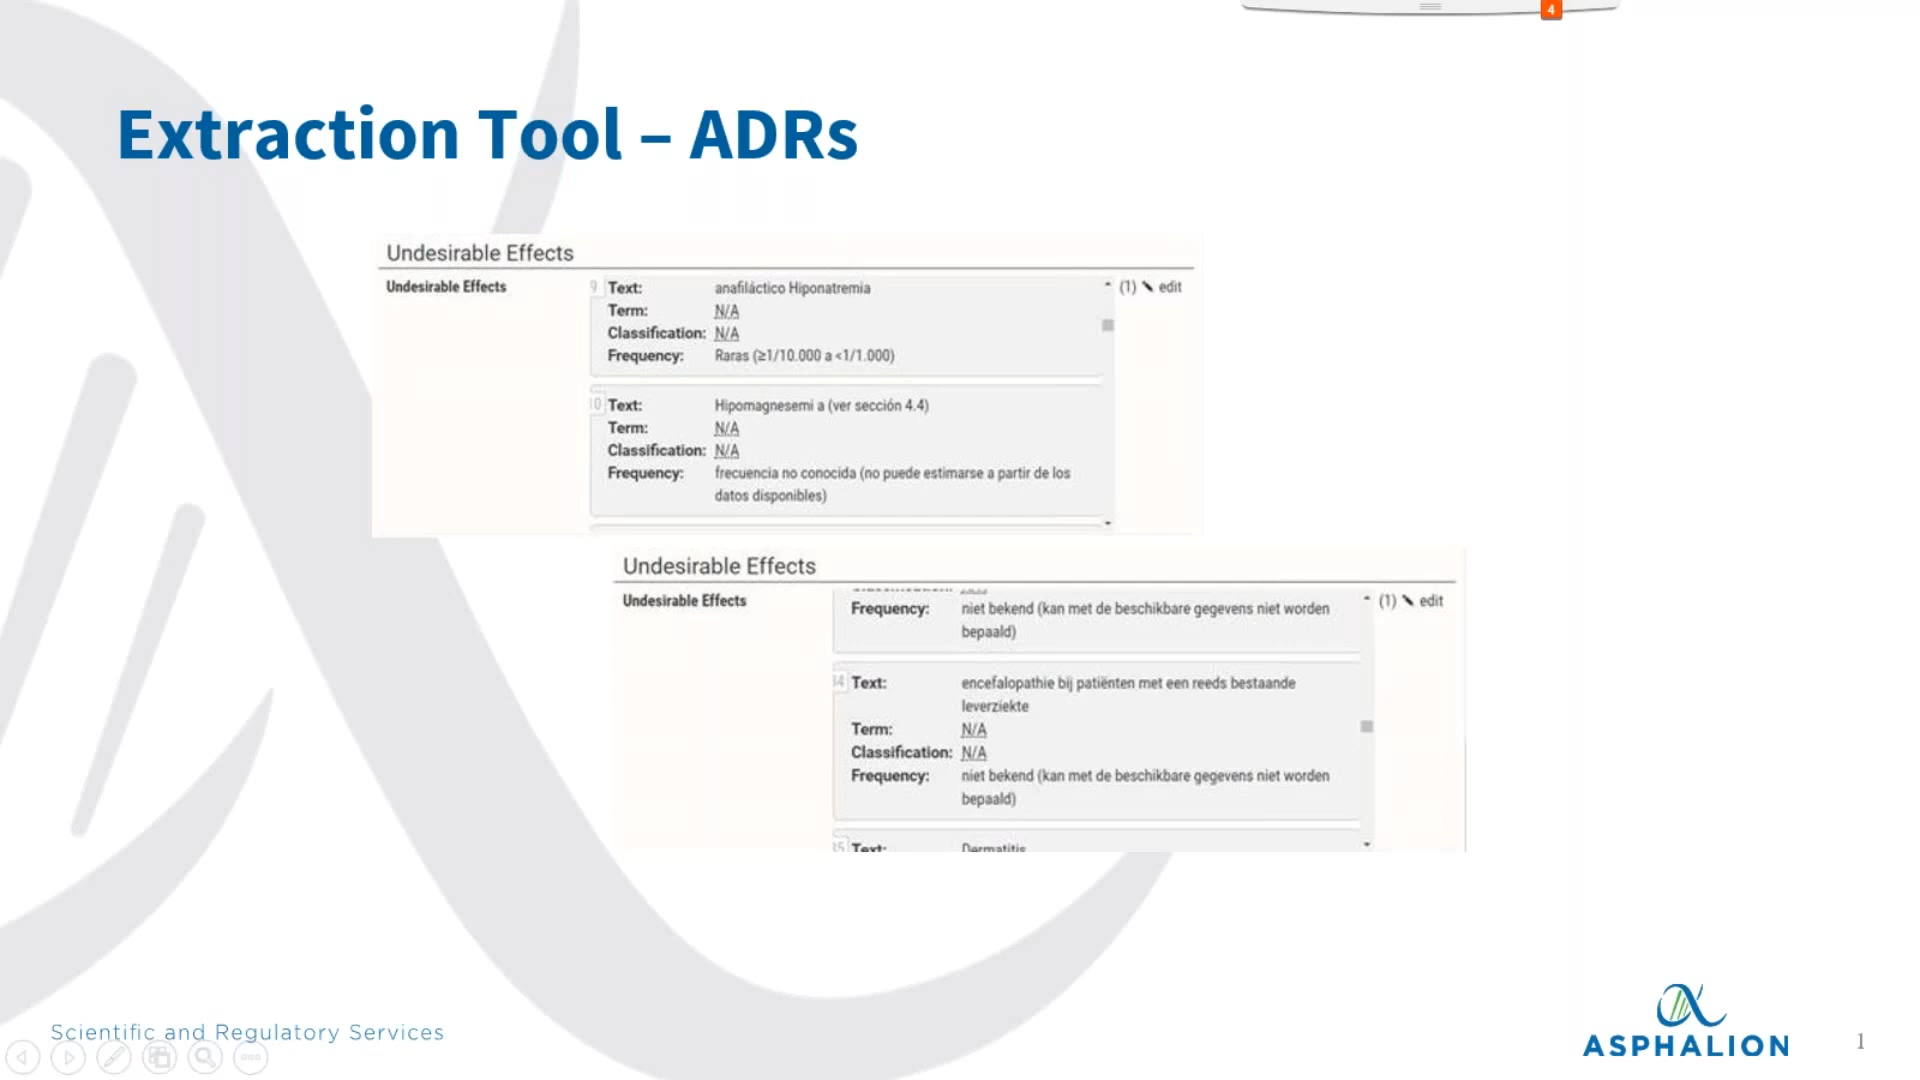 4
Extraction Tool – ADRs
Undesirable Effects
Undesirable Effects
9 Text: anafiláctico Hiponatremia
(1) edit
Term: N/A
Classification: N/A
Frequency: Raras (≥1/10.000 a <1/1.000)
Text: Hipomagnesemi a (ver sección 4.4)
Term: N/A
Classification: N/A
Frequency: frecuencia no conocida (no puede estimarse a partir de los
datos disponibles)
Undesirable Effects
Undesirable Effects
Frequency: niet bekend (kan met de beschikbare gegevens niet worden
(1) edit
bepaald)
Text: encefalopathie bij patiënten met een reeds bestaande
leverziekte
Term: N/A
Classification: N/A
Frequency: niet bekend (kan met de beschikbare gegevens niet worden
bepaald)
Text: Dermatitis
Scientific and Regulatory Services
ASPHALION
1